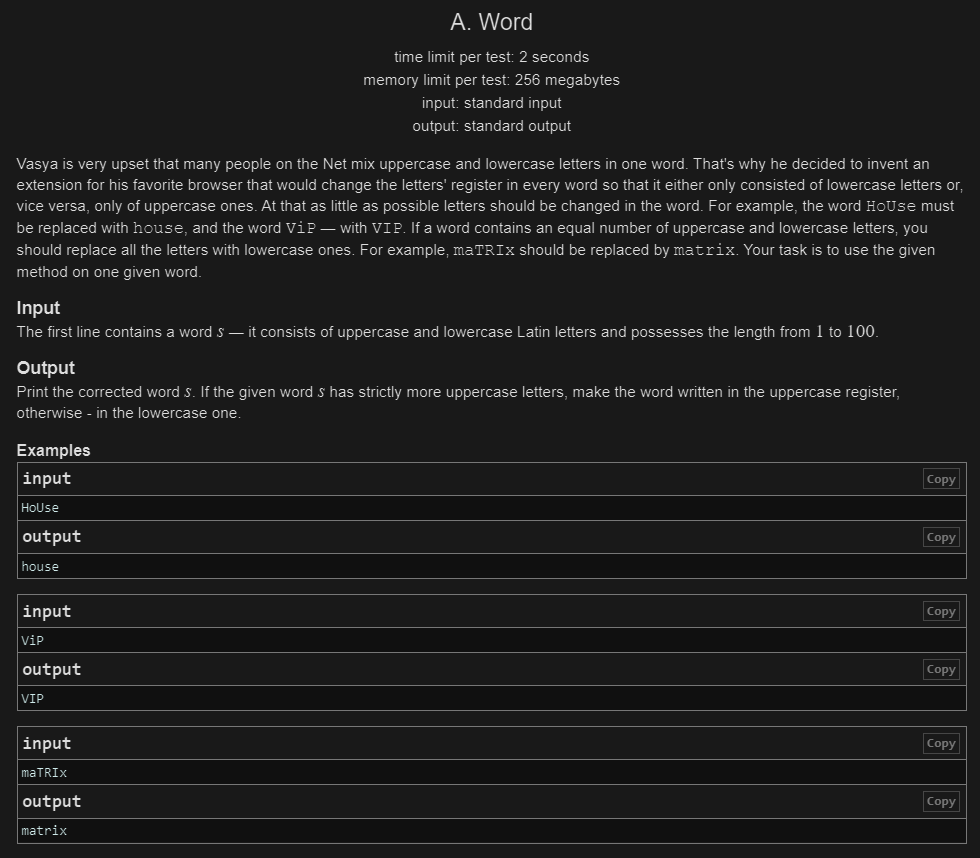 A. Word
time limit per test: 2 seconds
memory limit per test: 256 megabytes
input: standard input
output: standard output
Vasya is very upset that many people on the Net mix uppercase and lowercase letters in one word. That's why he decided to invent an
extension for his favorite browser that would change the letters' register in every word so that it either only consisted of lowercase letters or,
vice versa, only of uppercase ones. At that as little as possible letters should be changed in the word. For example, the word HoUse must
be replaced with house, and the word ViP — with VIP. If a word contains an equal number of uppercase and lowercase letters, you
should replace all the letters with lowercase ones. For example, maTRIx should be replaced by matrix. Your task is to use the given
method on one given word.
Input
The first line contains a word s — it consists of uppercase and lowercase Latin letters and possesses the length from 1 to 100.
Output
Print the corrected word s. If the given word s has strictly more uppercase letters, make the word written in the uppercase register,
otherwise - in the lowercase one.
Examples
input Copy
HoUse
output Copy
house
input Copy
ViP
output Copy
VIP
input Copy
maTRIx
output Copy
matrix